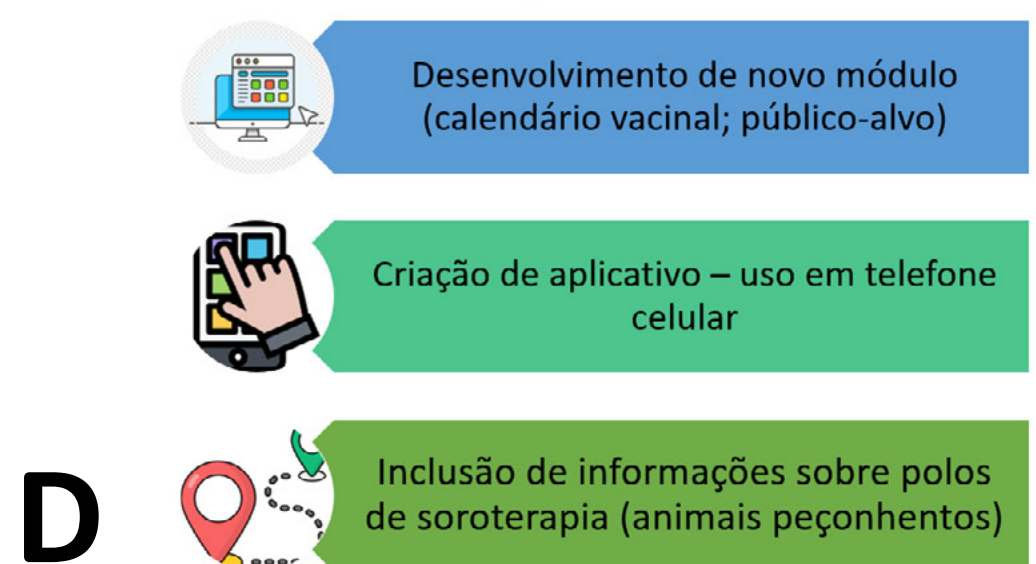 Desenvolvimento de novo módulo
(calendário vacinal; público-alvo)
Criação de aplicativo – uso em telefone
celular
D
Inclusão de informações sobre polos
de soroterapia (animais peçonhentos)